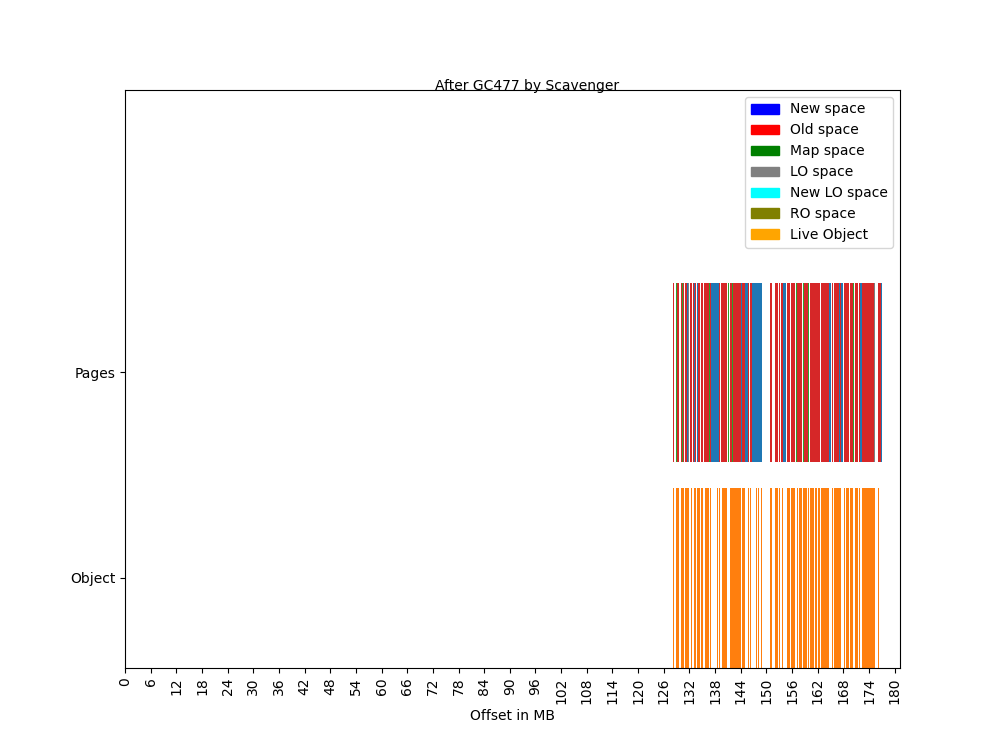 After GC477 by Scavenger
New space
Old space
Map space
LO space
New LO space
RO space
Live Object
Pages
Object
0 6 12 18 24 30 36 42 48 54 60 66 72 78 84 90 96 102 108 114 120 126 132 138 144 150 156 162 168 174 180
Offset in MB